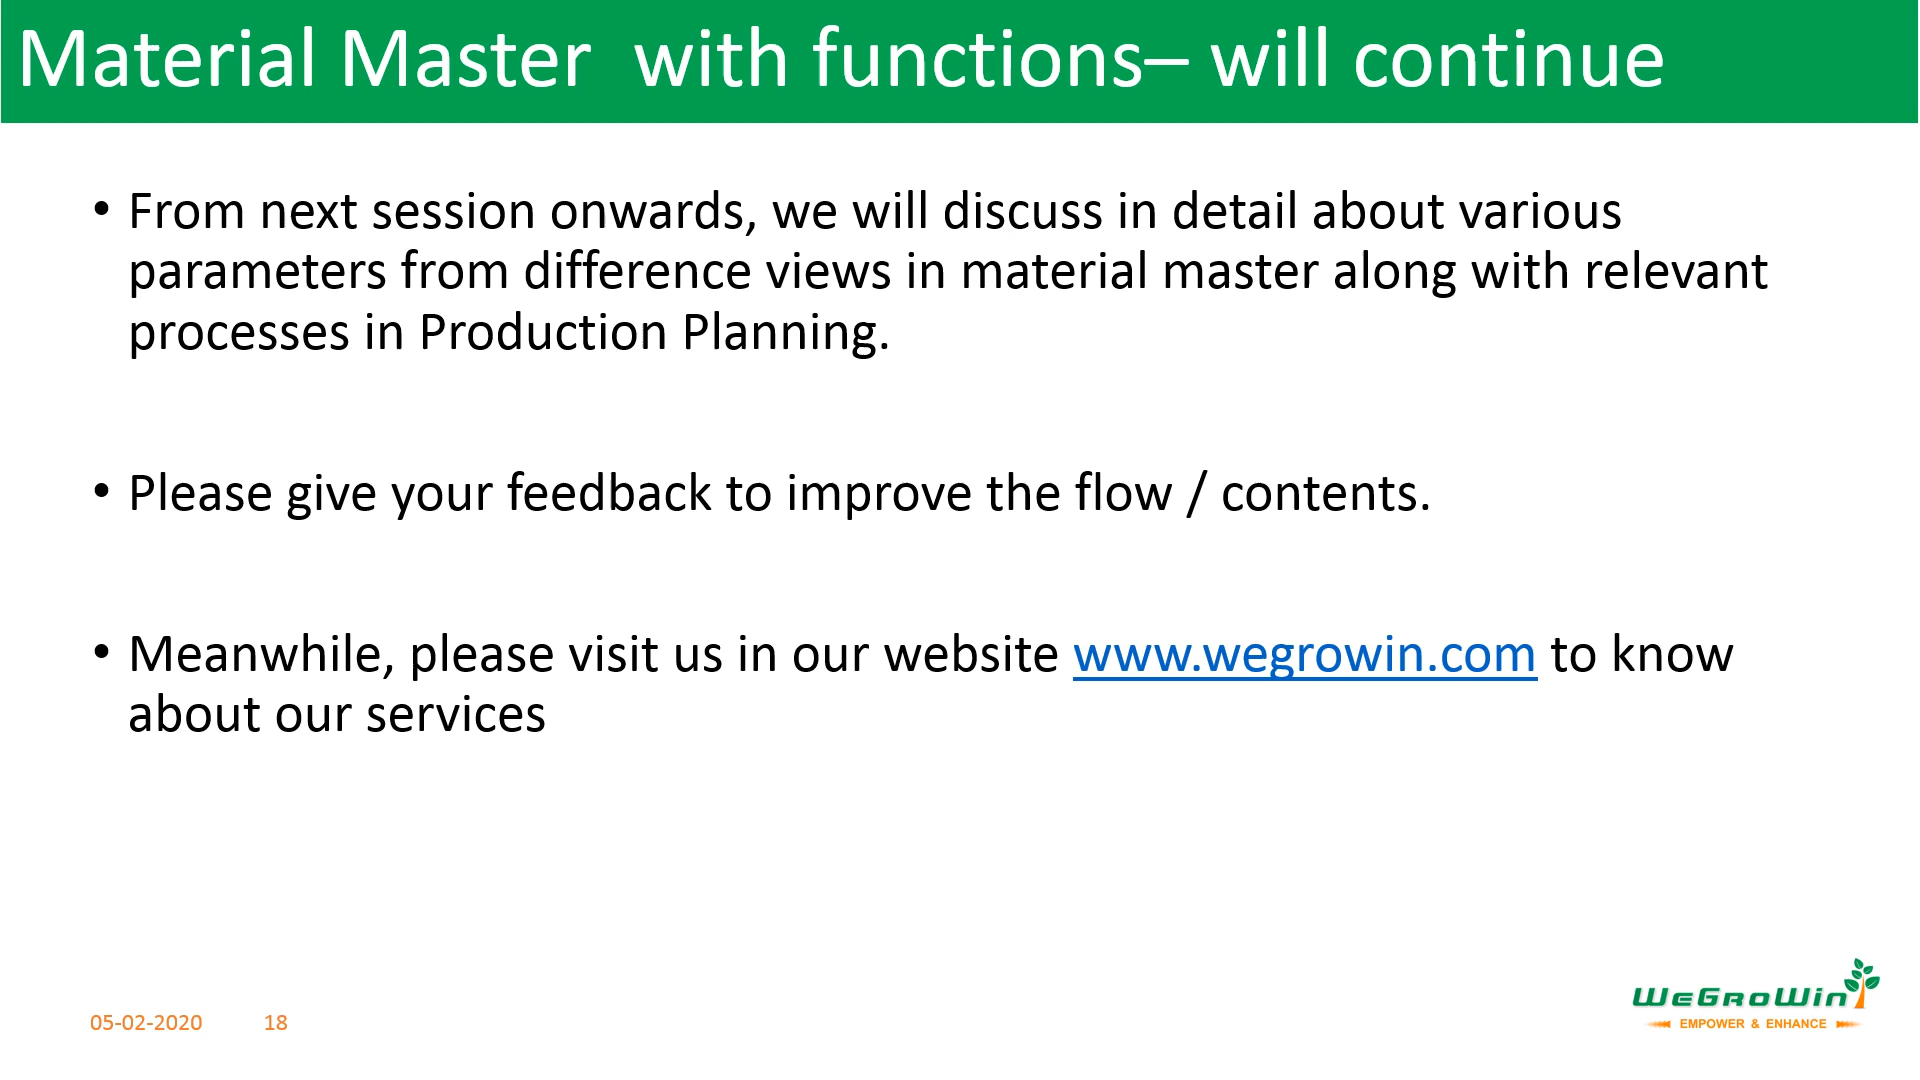 Material Master  with functions– will continue
• From next session onwards, we will discuss in detail about various
parameters from difference views in material master along with relevant
processes in Production Planning.
• Please give your feedback to improve the flow / contents.
• Meanwhile, please visit us in our website www.wegrowin.com to know
about our services
05-02-2020 18
WeGroWin
EMPOWER & ENHANCE